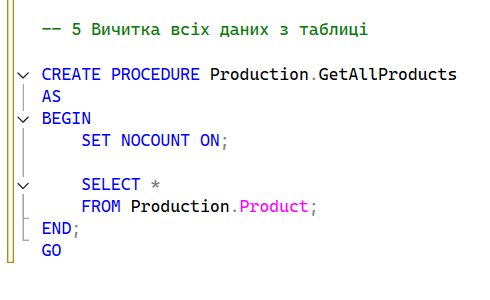 -- 5 Вичитка всіх даних з таблиці
CREATE PROCEDURE Production.GetAllProducts
AS
BEGIN
SET NOCOUNT ON;
SELECT *
FROM Production.Product;
END;
GO